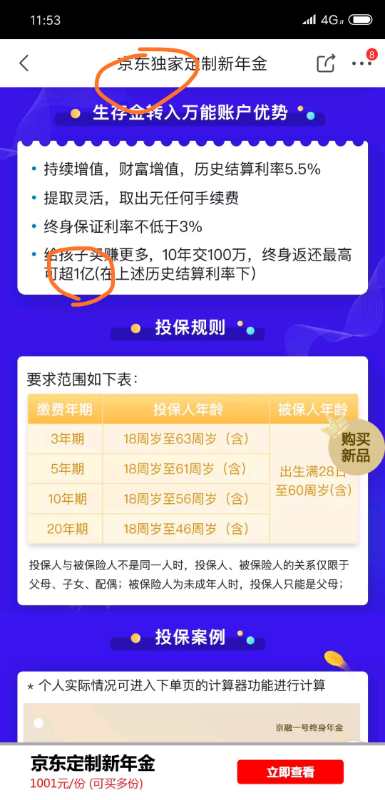 11:53
4G
京东独家定制新年金
8
生存金转入万能账户优势
持续增值，财富增值，历史结算利率5.5%
提取灵活，取出无任何手续费
终身保证利率不低于3%
给孩子买赚更多，10年交100万，终身返还最高
可超1亿(在上述历史结算利率下)
投保规则
要求范围如下表：
缴费年期 投保人年龄 被保人年龄
3年期 18周岁至63周岁（含）
5年期 18周岁至61周岁（含）
10年期 18周岁至56周岁（含）
20年期 18周岁至46周岁（含）
出生满28日
至60周岁(含)
购买
新品
投保人与被保险人不是同一人时，投保人、被保险人的关系仅限于
父母、子女、配偶；被保险人为未成年人时，投保人只能是父母；
投保案例
* 个人实际情况可进入下单页的计算器功能进行计算
京融一号终身年金
京东定制新年金
1001元/份 (可买多份)
立即查看